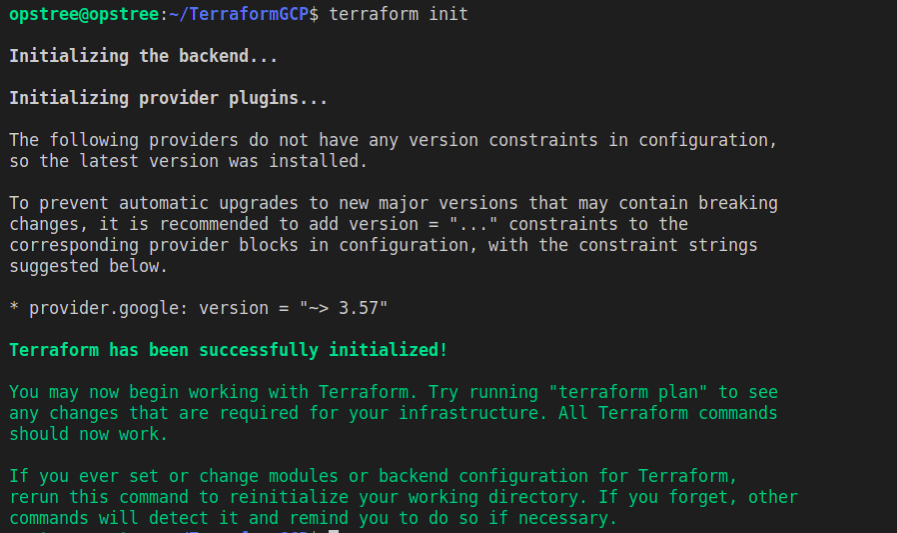 opstree@opstree:~/TerraformGCP$ terraform init
Initializing the backend...
Initializing provider plugins...
The following providers do not have any version constraints in configuration,
so the latest version was installed.
To prevent automatic upgrades to new major versions that may contain breaking
changes, it is recommended to add version = "..." constraints to the
corresponding provider blocks in configuration, with the constraint strings
suggested below.
* provider.google: version = "~> 3.57"
Terraform has been successfully initialized!
You may now begin working with Terraform. Try running "terraform plan" to see
any changes that are required for your infrastructure. All Terraform commands
should now work.
If you ever set or change modules or backend configuration for Terraform,
rerun this command to reinitialize your working directory. If you forget, other
commands will detect it and remind you to do so if necessary.